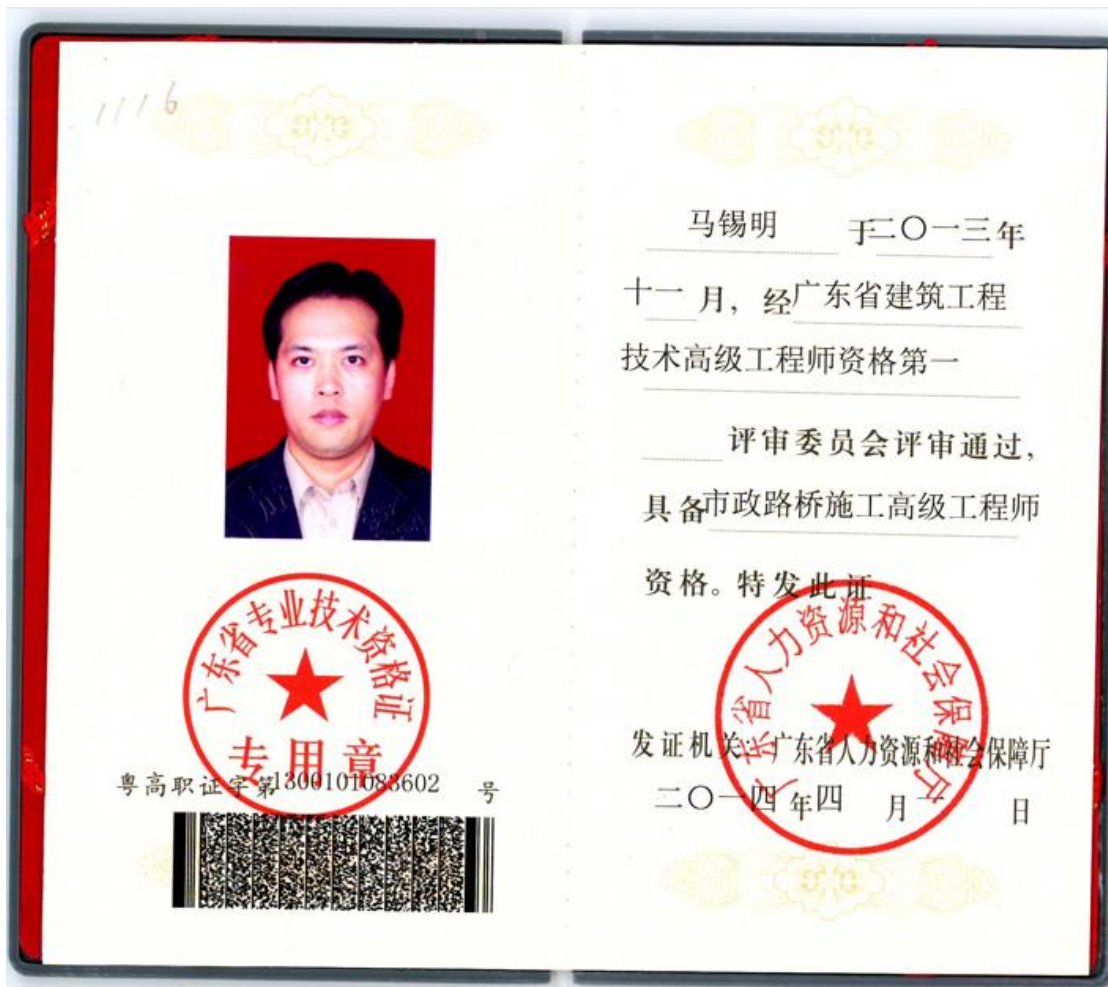 1116
广东省专业技术资格证
专用章
粤高职证字第1300101083602 号
马锡明 于二〇一三年
十一月，经广东省建筑工程
技术高级工程师资格第一
评审委员会评审通过，
具备市政路桥施工高级工程师
资格。特发此证
广东省人力资源和社会保障厅
发证机关：广东省人力资源和社会保障厅
二〇一四年四月一日